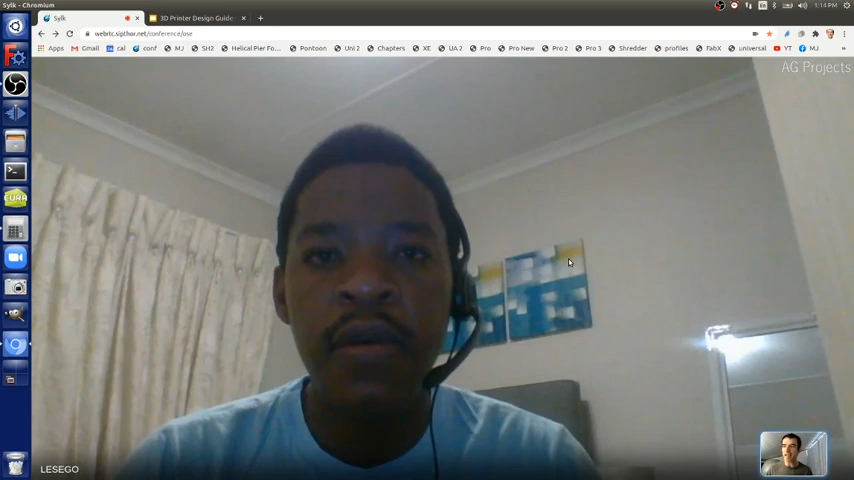 Sylk - Chromium
En
1:14 PM
Sylk
3D Printer Design Guide
webrtc.sipthor.net/conference/ose
Apps
Gmail
cal
conf
MJ
SH2
Helical Pier Fo...
Pontoon
Uni 2
Chapters
XE
UA 2
Pro
Pro New
Pro 2
Pro 3
Shredder
profiles
FabX
universal
YT
MJ
AG Projects
CURA
LESEGO